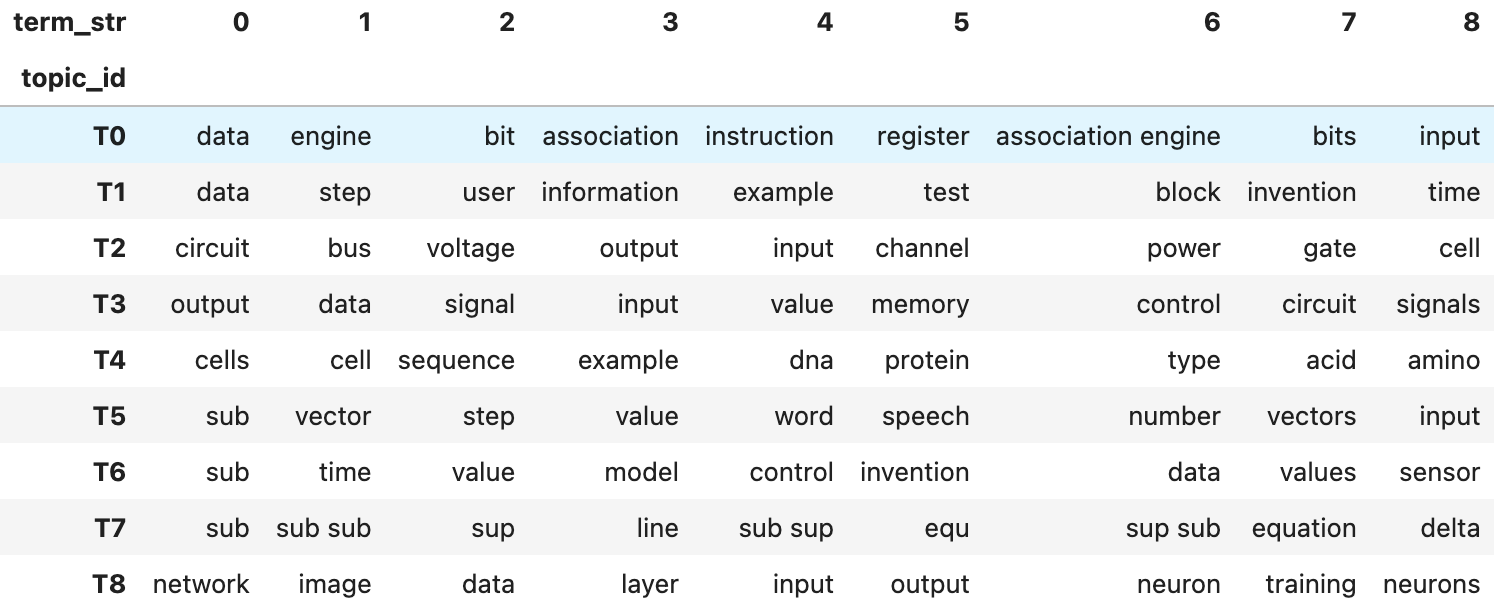 term_str 0 1 2 3 4 5 6 7 8
topic_id
T0 data engine bit association instruction register association engine bits input
T1 data step user information example test block invention time
T2 circuit bus voltage output input channel power gate cell
T3 output data signal input value memory control circuit signals
T4 cells cell sequence example dna protein type acid amino
T5 sub vector step value word speech number vectors input
T6 sub time value model control invention data values sensor
T7 sub sub sub sup line sub sup equ sup sub equation delta
T8 network image data layer input output neuron training neurons